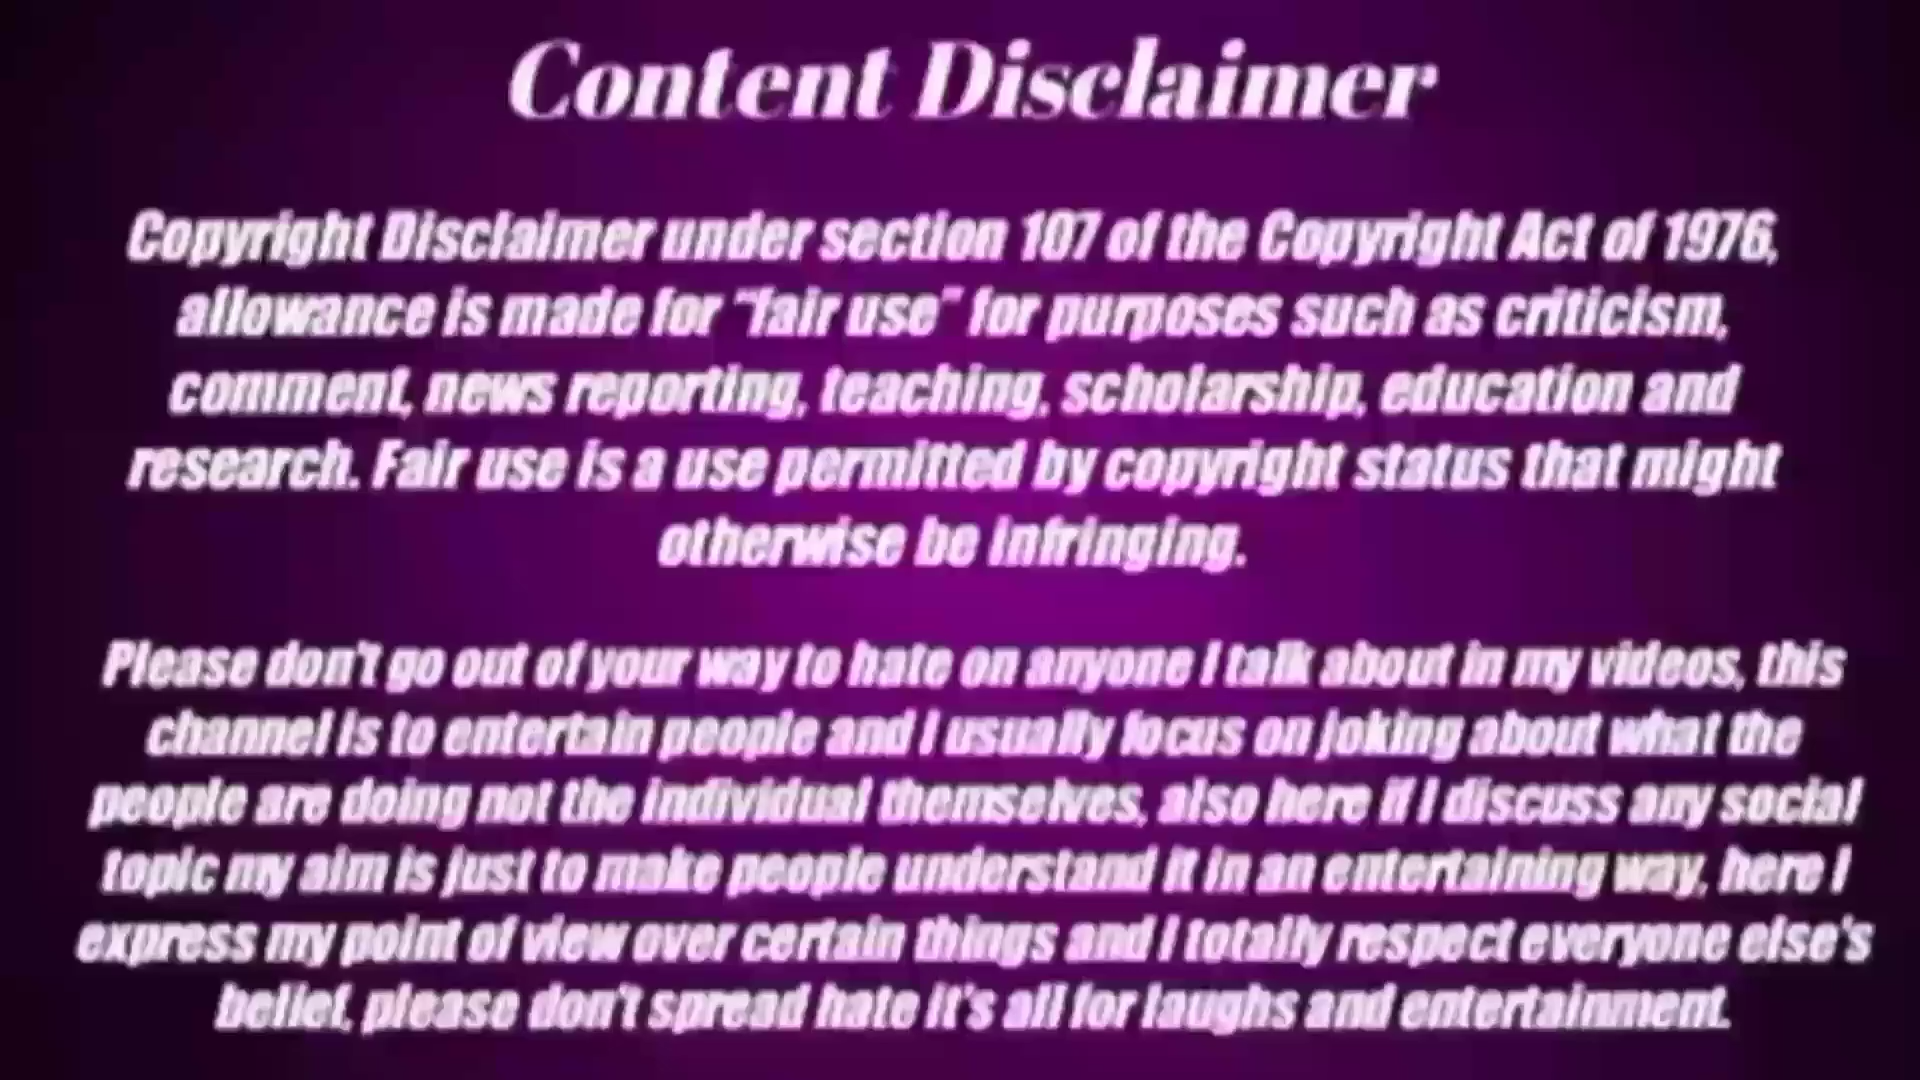 Content Disclaimer
Copyright Disclaimer under section 107 of the Copyright Act of 1976,
allowance is made for "fair use" for purposes such as criticism,
comment, news reporting, teaching, scholarship, education and
research. Fair use is a use permitted by copyright status that might
otherwise be infringing.
Please don't go out of your way to hate on anyone I talk about in my videos, this
channel is to entertain people and I usually focus on joking about what the
people are doing not the individual themselves, also here if I discuss any social
topic my aim is just to make people understand it in an entertaining way, here I
express my point of view over certain things and I totally respect everyone else's
belief, please don't spread hate it's all for laughs and entertainment.